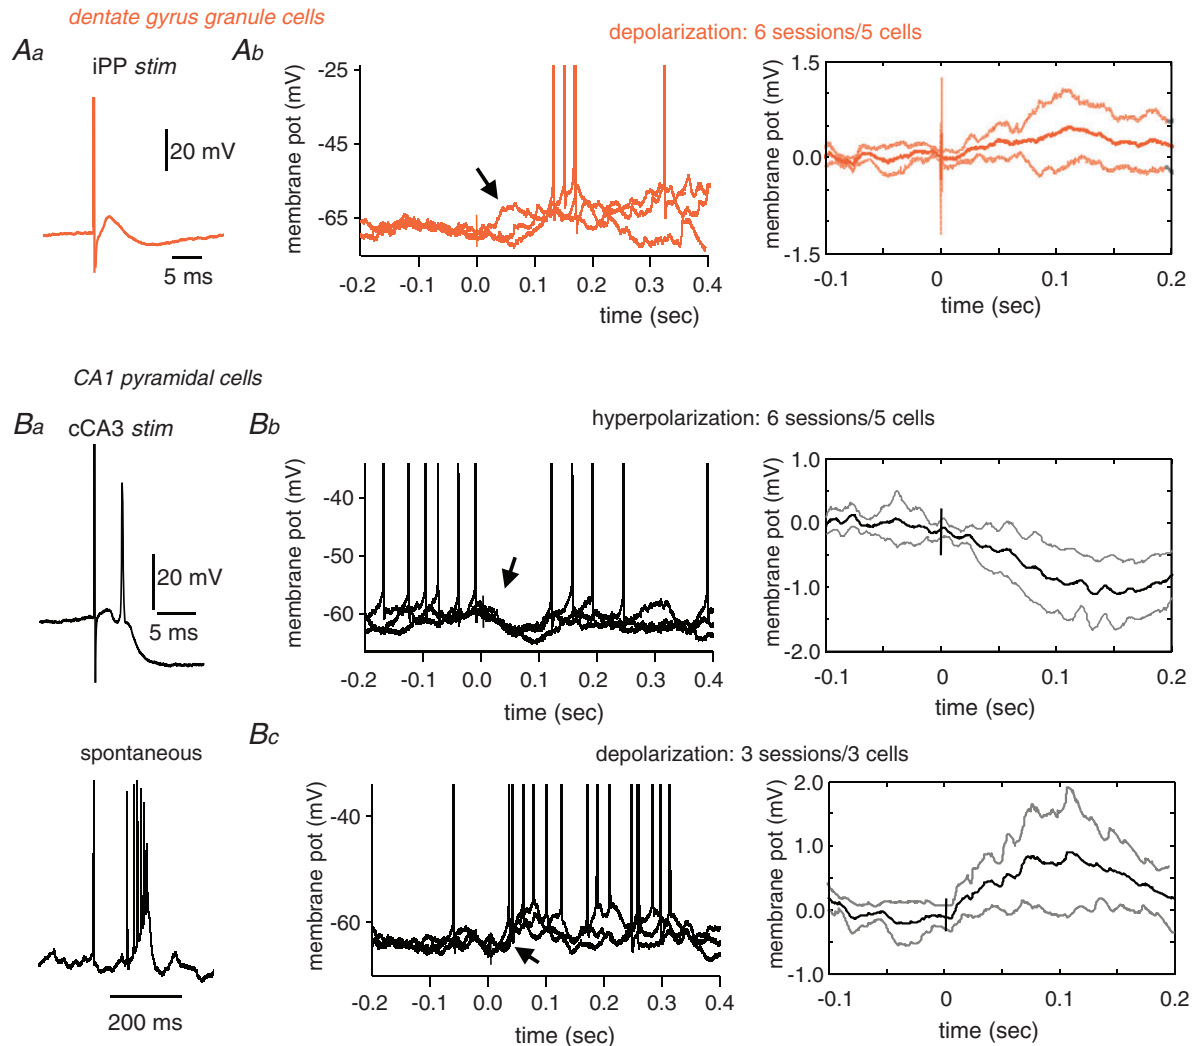 dentate gyrus granule cells
Aa
iPP stim
20 mV
5 ms
Ab
depolarization: 6 sessions/5 cells
membrane pot (mV)
-25
-45
-65
-0.2 -0.1 0.0 0.1 0.2 0.3 0.4
time (sec)
membrane pot (mV)
1.5
0.0
-1.5
-0.1 0 0.1 0.2
time (sec)
CA1 pyramidal cells
Ba
cCA3 stim
20 mV
5 ms
Bb
hyperpolarization: 6 sessions/5 cells
membrane pot (mV)
-40
-50
-60
-0.2 -0.1 0.0 0.1 0.2 0.3 0.4
time (sec)
membrane pot (mV)
1.0
0.0
-1.0
-2.0
-0.1 0 0.1 0.2
time (sec)
spontaneous
200 ms
Bc
depolarization: 3 sessions/3 cells
membrane pot (mV)
-40
-60
-0.2 -0.1 0.0 0.1 0.2 0.3 0.4
time (sec)
membrane pot (mV)
2.0
1.0
0.0
-1.0
-0.1 0 0.1 0.2
time (sec)